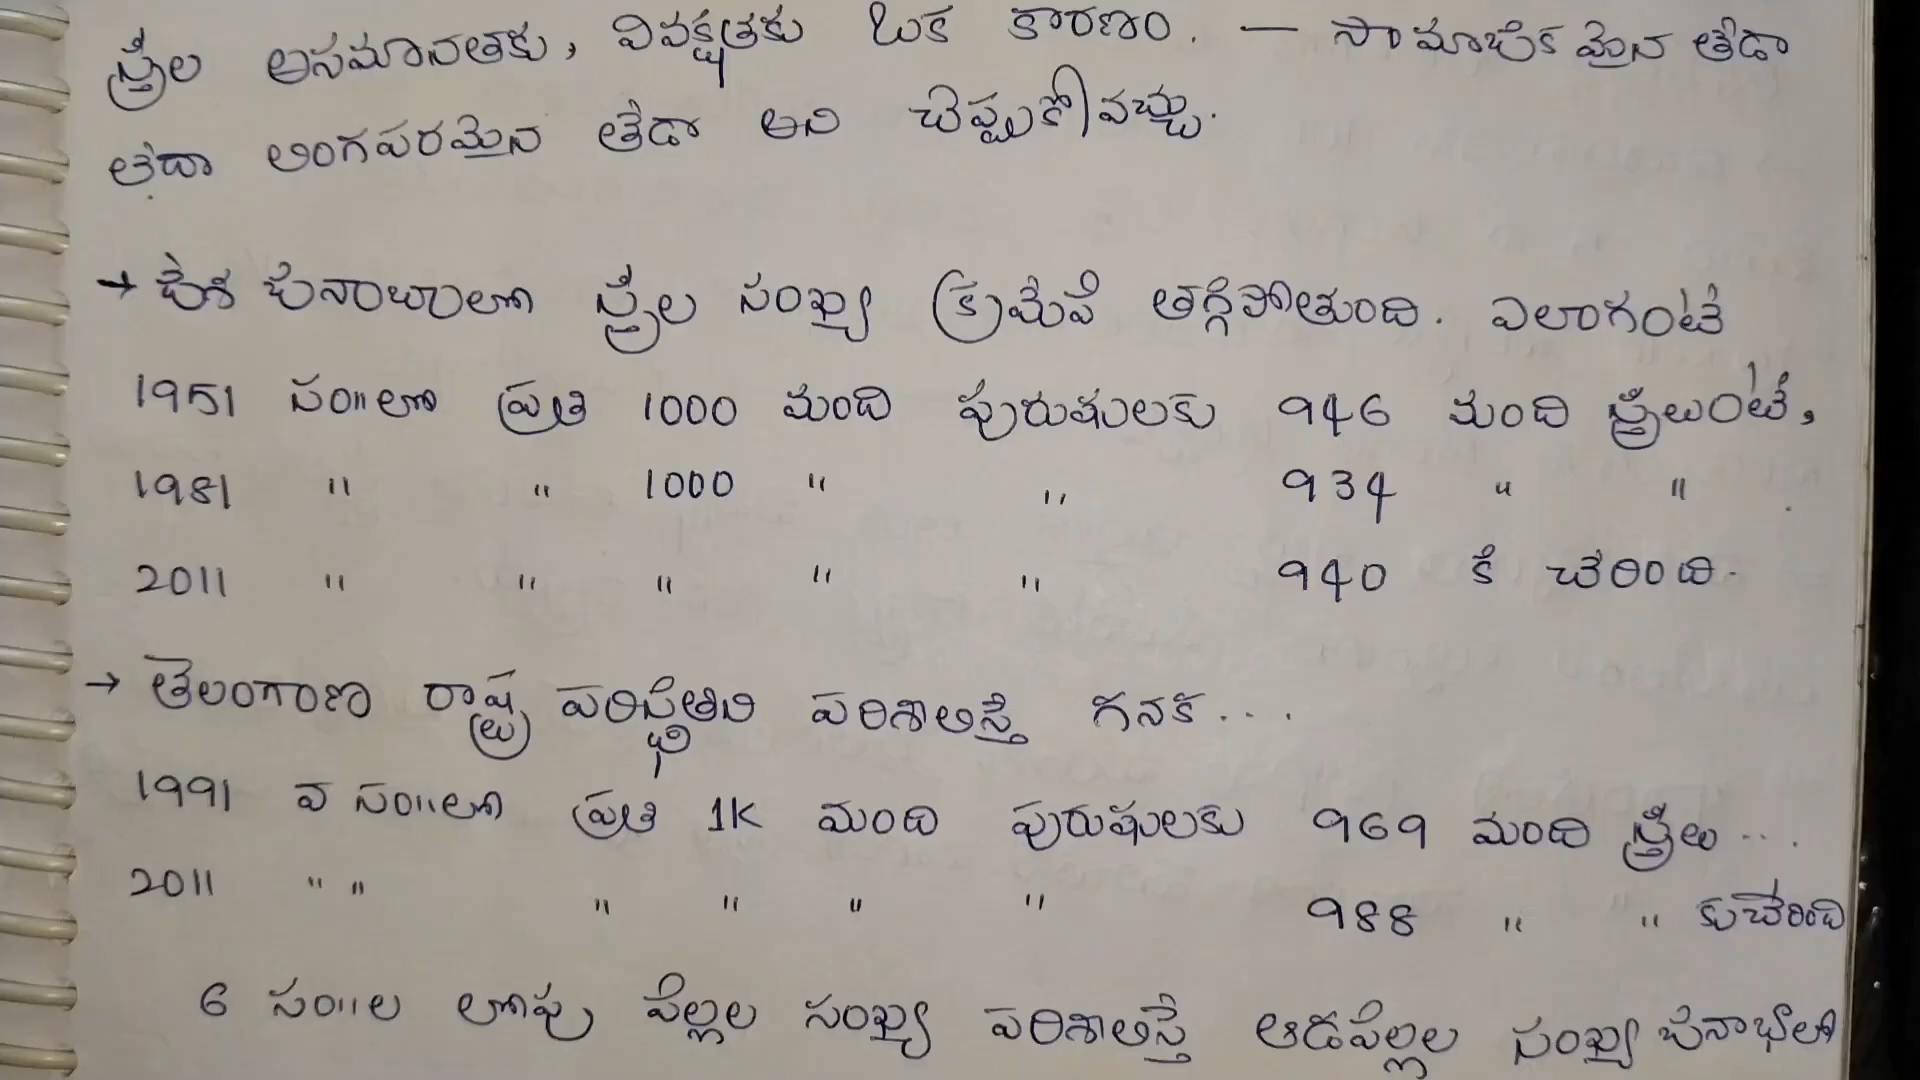 స్త్రీల అసమానతకు, వివక్షతకు ఒక కారణం. — సామాజికమైన తేడా
లేదా లింగపరమైన తేడా అని చెప్పుకోవచ్చు.
→ దేశ జనాభాలో స్త్రీల సంఖ్య క్రమేపి తగ్గిపోతుంది. ఎలాగంటే
1951 సం॥లో ప్రతి 1000 మంది పురుషులకు 946 మంది స్త్రీలుంటే,
1981 " " 1000 " " 934 " "
2011 " " " " " 940 కి చేరింది.
→ తెలంగాణ రాష్ట్ర పరిస్థితిని పరిశీలిస్తే గనక....
1991 వ సం॥లో ప్రతి 1K మంది పురుషులకు 969 మంది స్త్రీలు ....
2011 " " " " " " 988 " " కుచేరింది
6 సం॥ల లోపు పిల్లల సంఖ్య పరిశీలిస్తే ఆడపిల్లల సంఖ్య జనాభాలో